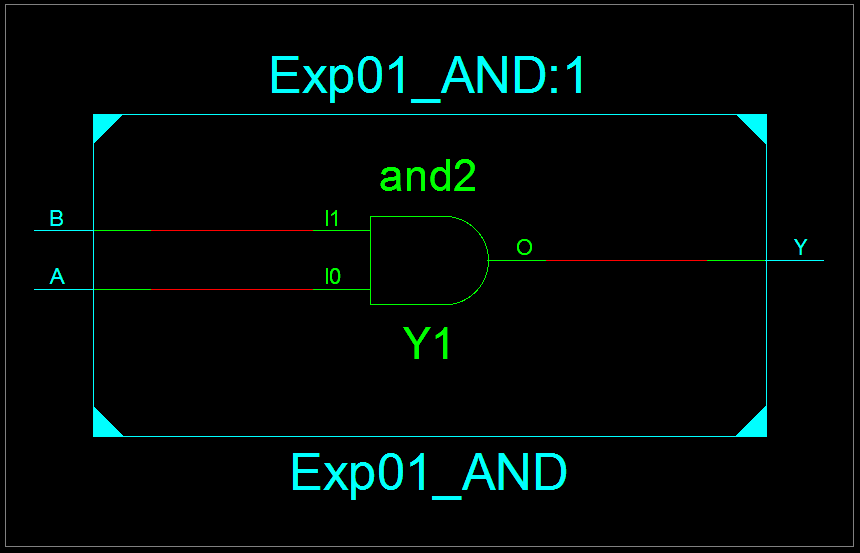 Exp01_AND:1
and2
B
I1
O
Y
A
I0
Y1
Exp01_AND